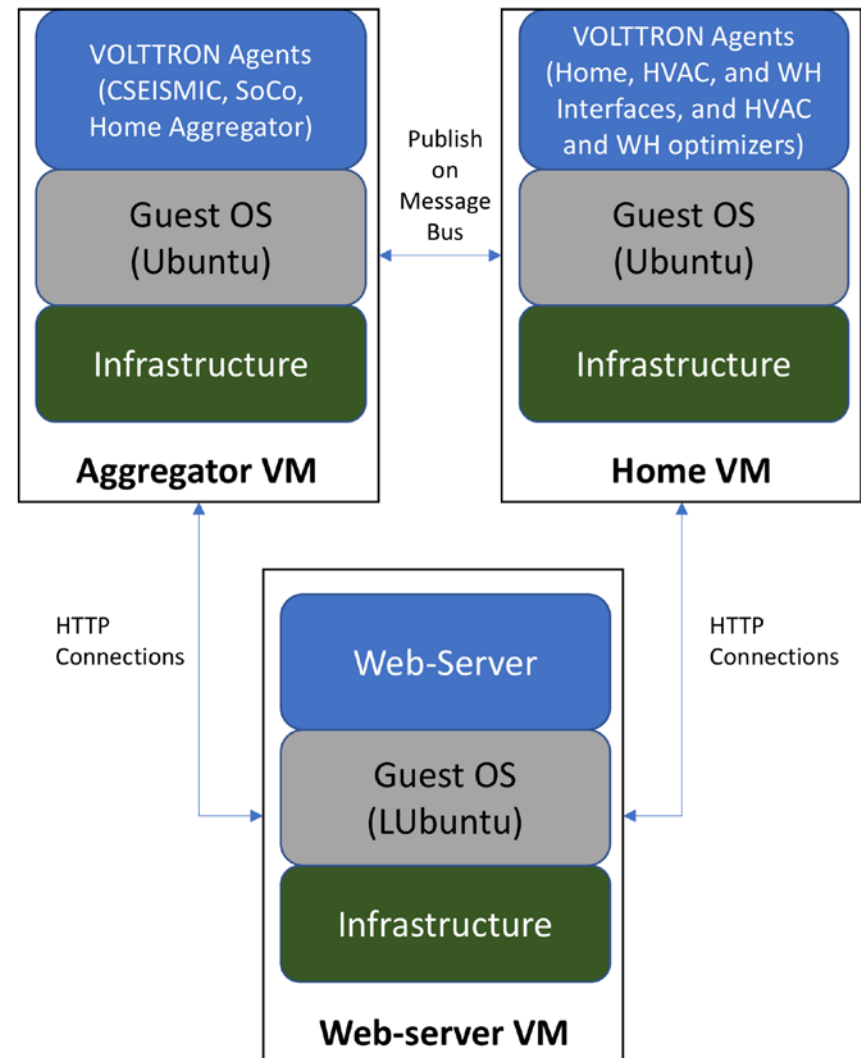 VOLTTRON Agents
(CSEISMIC, SoCo,
Home Aggregator)
Guest OS
(Ubuntu)
Infrastructure
Aggregator VM
Publish
on
Message
Bus
VOLTTRON Agents
(Home, HVAC, and WH
Interfaces, and HVAC
and WH optimizers)
Guest OS
(Ubuntu)
Infrastructure
Home VM
HTTP
Connections
HTTP
Connections
Web-Server
Guest OS
(LUbuntu)
Infrastructure
Web-server VM